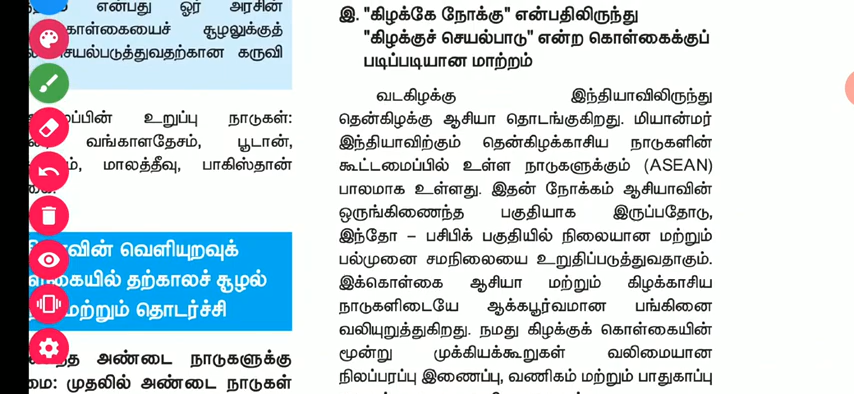 என்பது ஓர் அரசின்
கொள்கையைச் சூழலுக்குத்
செயல்படுத்துவதற்கான கருவி
உறுப்பு நாடுகள்:
வங்காளதேசம், பூடான்,
மாலத்தீவு, பாகிஸ்தான்
வெளியுறவுக்
தற்காலச் சூழல்
மற்றும் தொடர்ச்சி
அண்டை நாடுகளுக்கு
முதலில் அண்டை நாடுகள்
இ. "கிழக்கே நோக்கு" என்பதிலிருந்து
"கிழக்குச் செயல்பாடு" என்ற கொள்கைக்குப்
படிப்படியான மாற்றம்
வடகிழக்கு இந்தியாவிலிருந்து
தென்கிழக்கு ஆசியா தொடங்குகிறது. மியான்மர்
இந்தியாவிற்கும் தென்கிழக்காசிய நாடுகளின்
கூட்டமைப்பில் உள்ள நாடுகளுக்கும் (ASEAN)
பாலமாக உள்ளது. இதன் நோக்கம் ஆசியாவின்
ஒருங்கிணைந்த பகுதியாக இருப்பதோடு,
இந்தோ – பசிபிக் பகுதியில் நிலையான மற்றும்
பல்முனை சமநிலையை உறுதிப்படுத்துவதாகும்.
இக்கொள்கை ஆசியா மற்றும் கிழக்காசிய
நாடுகளிடையே ஆக்கபூர்வமான பங்கினை
வலியுறுத்துகிறது. நமது கிழக்குக் கொள்கையின்
மூன்று முக்கியக்கூறுகள் வலிமையான
நிலப்பரப்பு இணைப்பு, வணிகம் மற்றும் பாதுகாப்பு